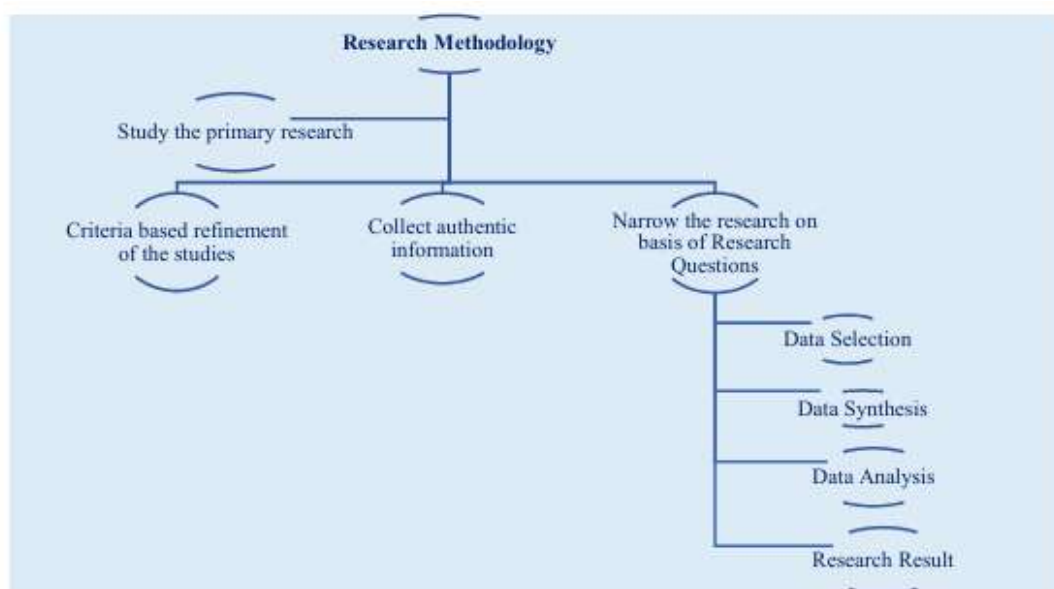 Research Methodology
Study the primary research
Criteria based refinement
of the studies
Collect authentic
information
Narrow the research on
basis of Research
Questions
Data Selection
Data Synthesis
Data Analysis
Research Result